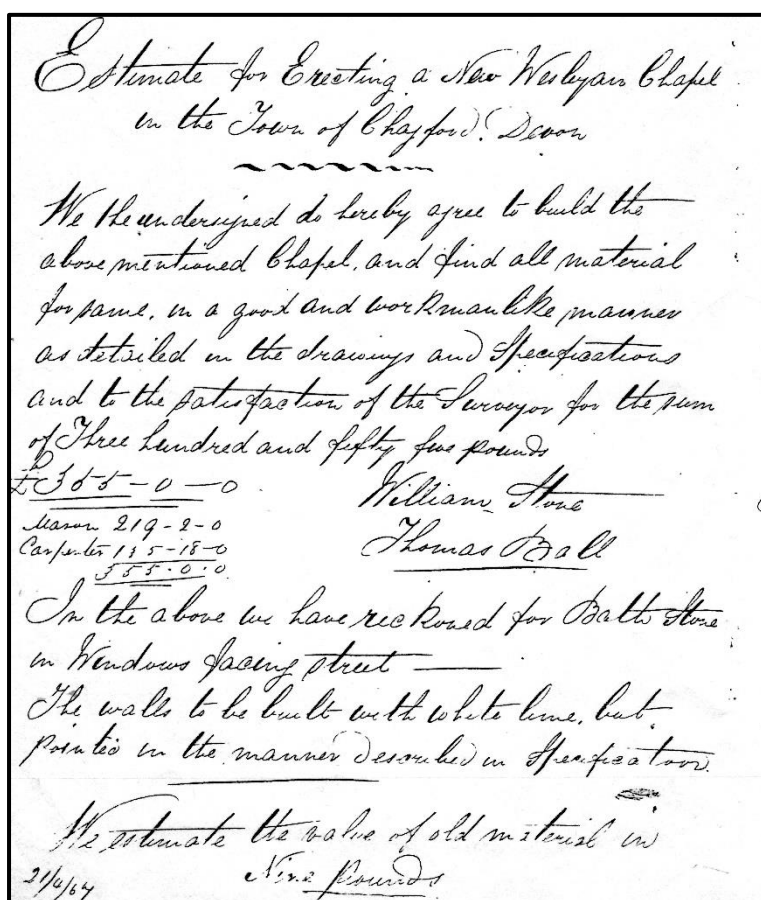 Estimate for Erecting a New Wesleyan Chapel
in the Town of Chagford. Devon
We the undersigned do hereby agree to build the
above mentioned Chapel, and find all material
for same, in a good and workmanlike manner
as detailed in the drawings and Specifications
and to the satisfaction of the Surveyor for the sum
of Three hundred and fifty five pounds
£355-0-0
William Stone
Mason 219-2-0
Thomas Ball
Carpenter 135-18-0
355.0.0
In the above we have reckoned for Bath Stone
in Windows facing street —
The walls to be built with white lime, but
pointed in the manner described in Specification.
We estimate the value of old material in
Nine pounds